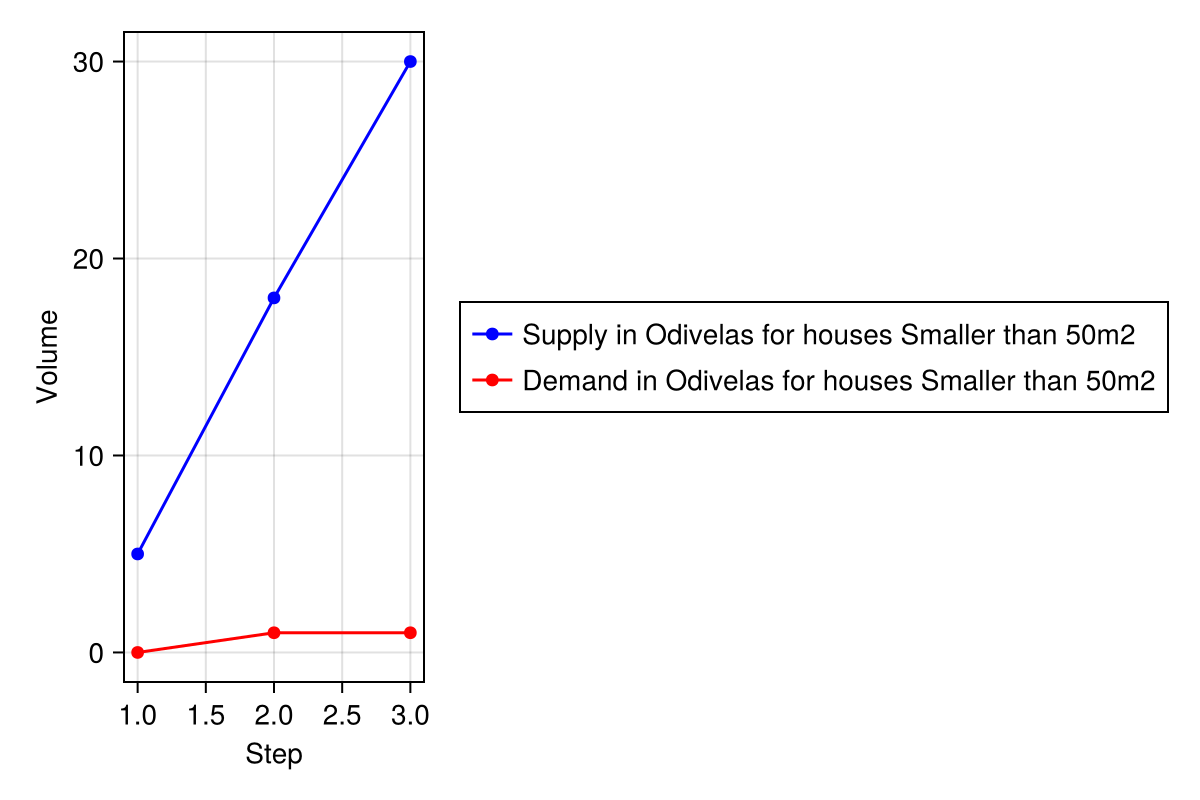 30
20
10
0
Volume
1.0 1.5 2.0 2.5 3.0
Step
Supply in Odivelas for houses Smaller than 50m2
Demand in Odivelas for houses Smaller than 50m2